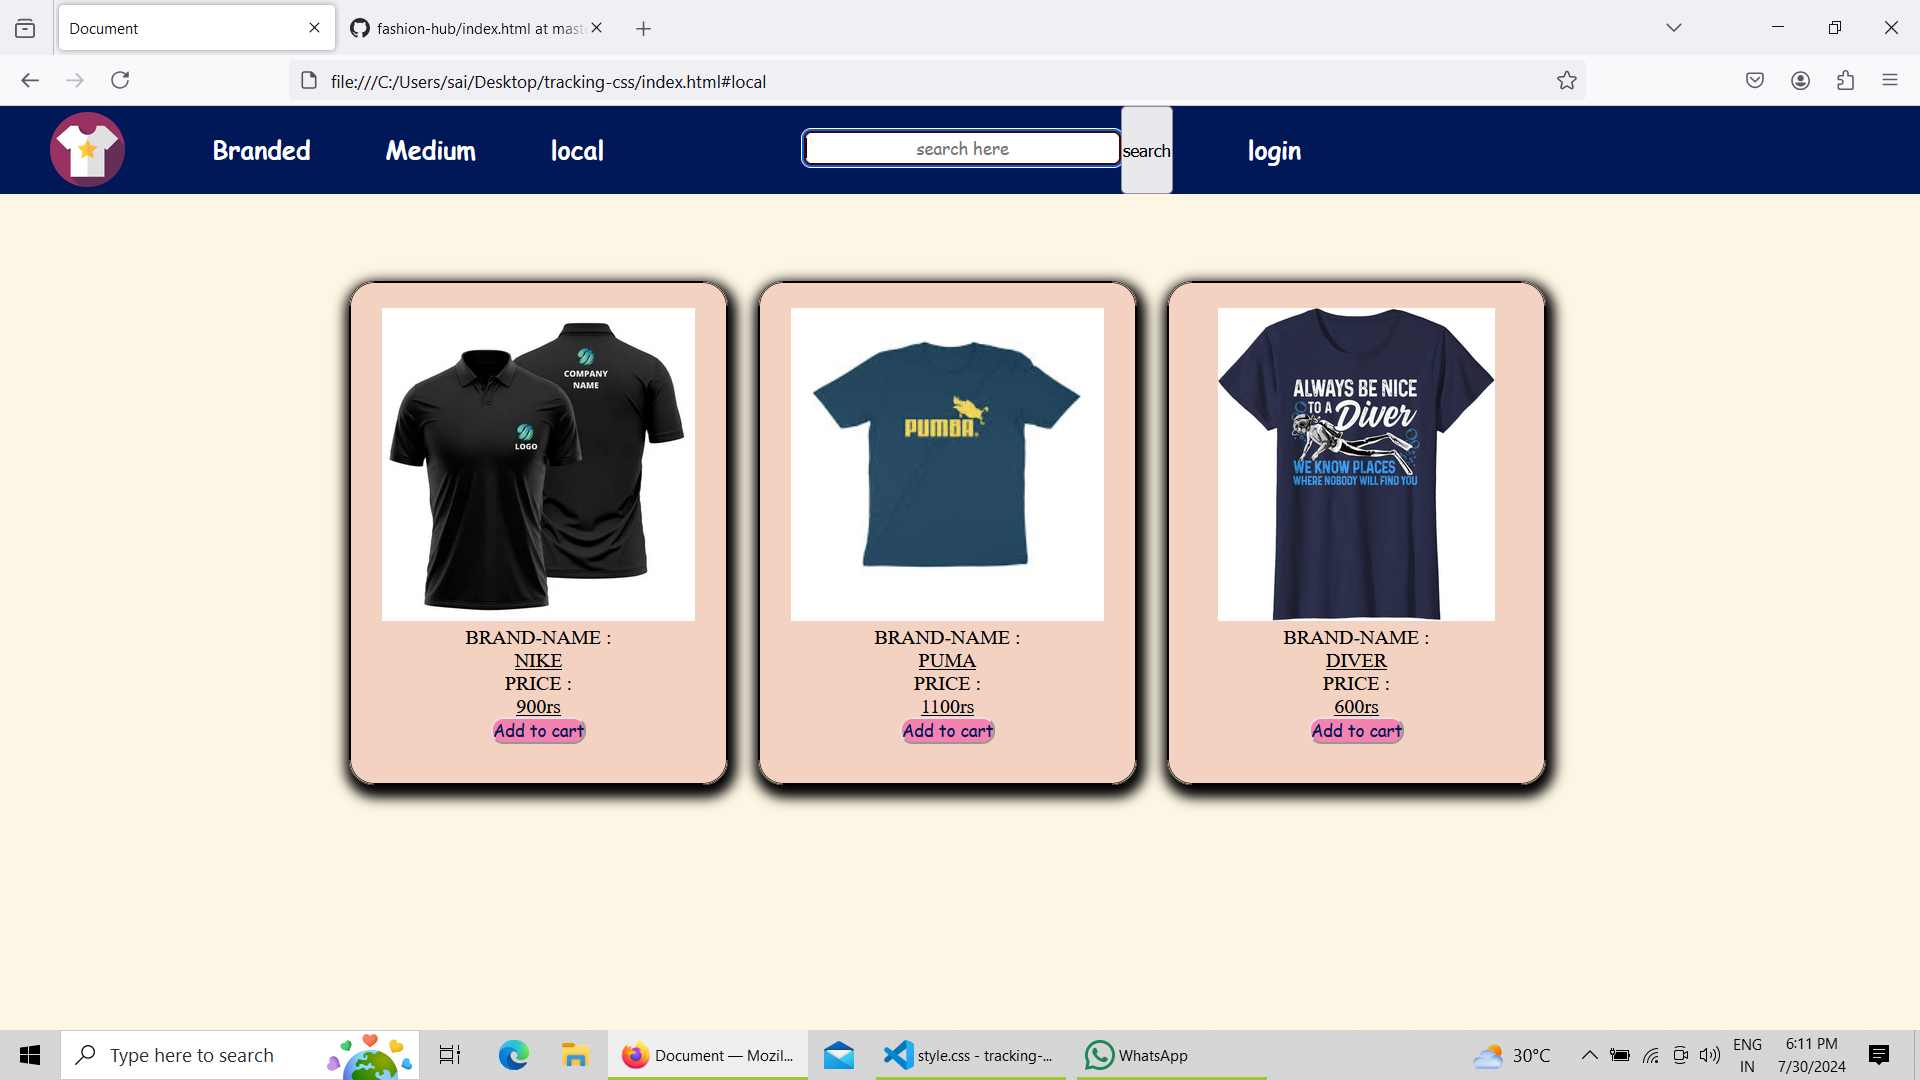 Document
fashion-hub/index.html at mast
file:///C:/Users/sai/Desktop/tracking-css/index.html#local
Branded
Medium
local
search here
search
login
COMPANY
NAME
LOGO
BRAND-NAME :
NIKE
PRICE :
900rs
Add to cart
PUMBA
BRAND-NAME :
PUMA
PRICE :
1100rs
Add to cart
ALWAYS BE NICE
TO A Diver
WE KNOW PLACES
WHERE NOBODY WILL FIND YOU
BRAND-NAME :
DIVER
PRICE :
600rs
Add to cart
Type here to search
Document — Mozil...
style.css - tracking-...
WhatsApp
30°C
ENG
IN
6:11 PM
7/30/2024